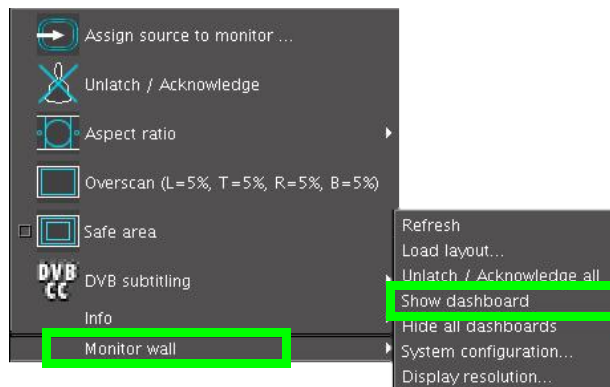 Assign source to monitor ...
Unlatch / Acknowledge
Aspect ratio
Overscan (L=5%, T=5%, R=5%, B=5%)
Safe area
DVB
CC
DVB subtitling
Info
Monitor wall
Refresh
Load layout...
Unlatch / Acknowledge all
Show dashboard
Hide all dashboards
System configuration...
Display resolution...